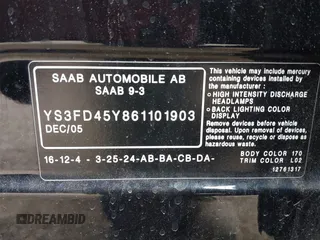 SAAB AUTOMOBILE AB
SAAB 9-3
YS3FD45Y861101903
DEC/05
16-12-4 - 3-25-24-AB-BA-CB-DA-
This vehicle may have mercury
containing devices installed by
manufacturer :
○ HIGH INTENSITY DISCHARGE
HEADLAMPS
○ BACK LIGHTING COLOR
DISPLAY
Remove devices before
vehicle disposal. Upon
removal of devices please
reuse, recycle or dispose
as hazardous waste.
BODY COLOR 170
TRIM COLOR L02
12761317
DREAMBID